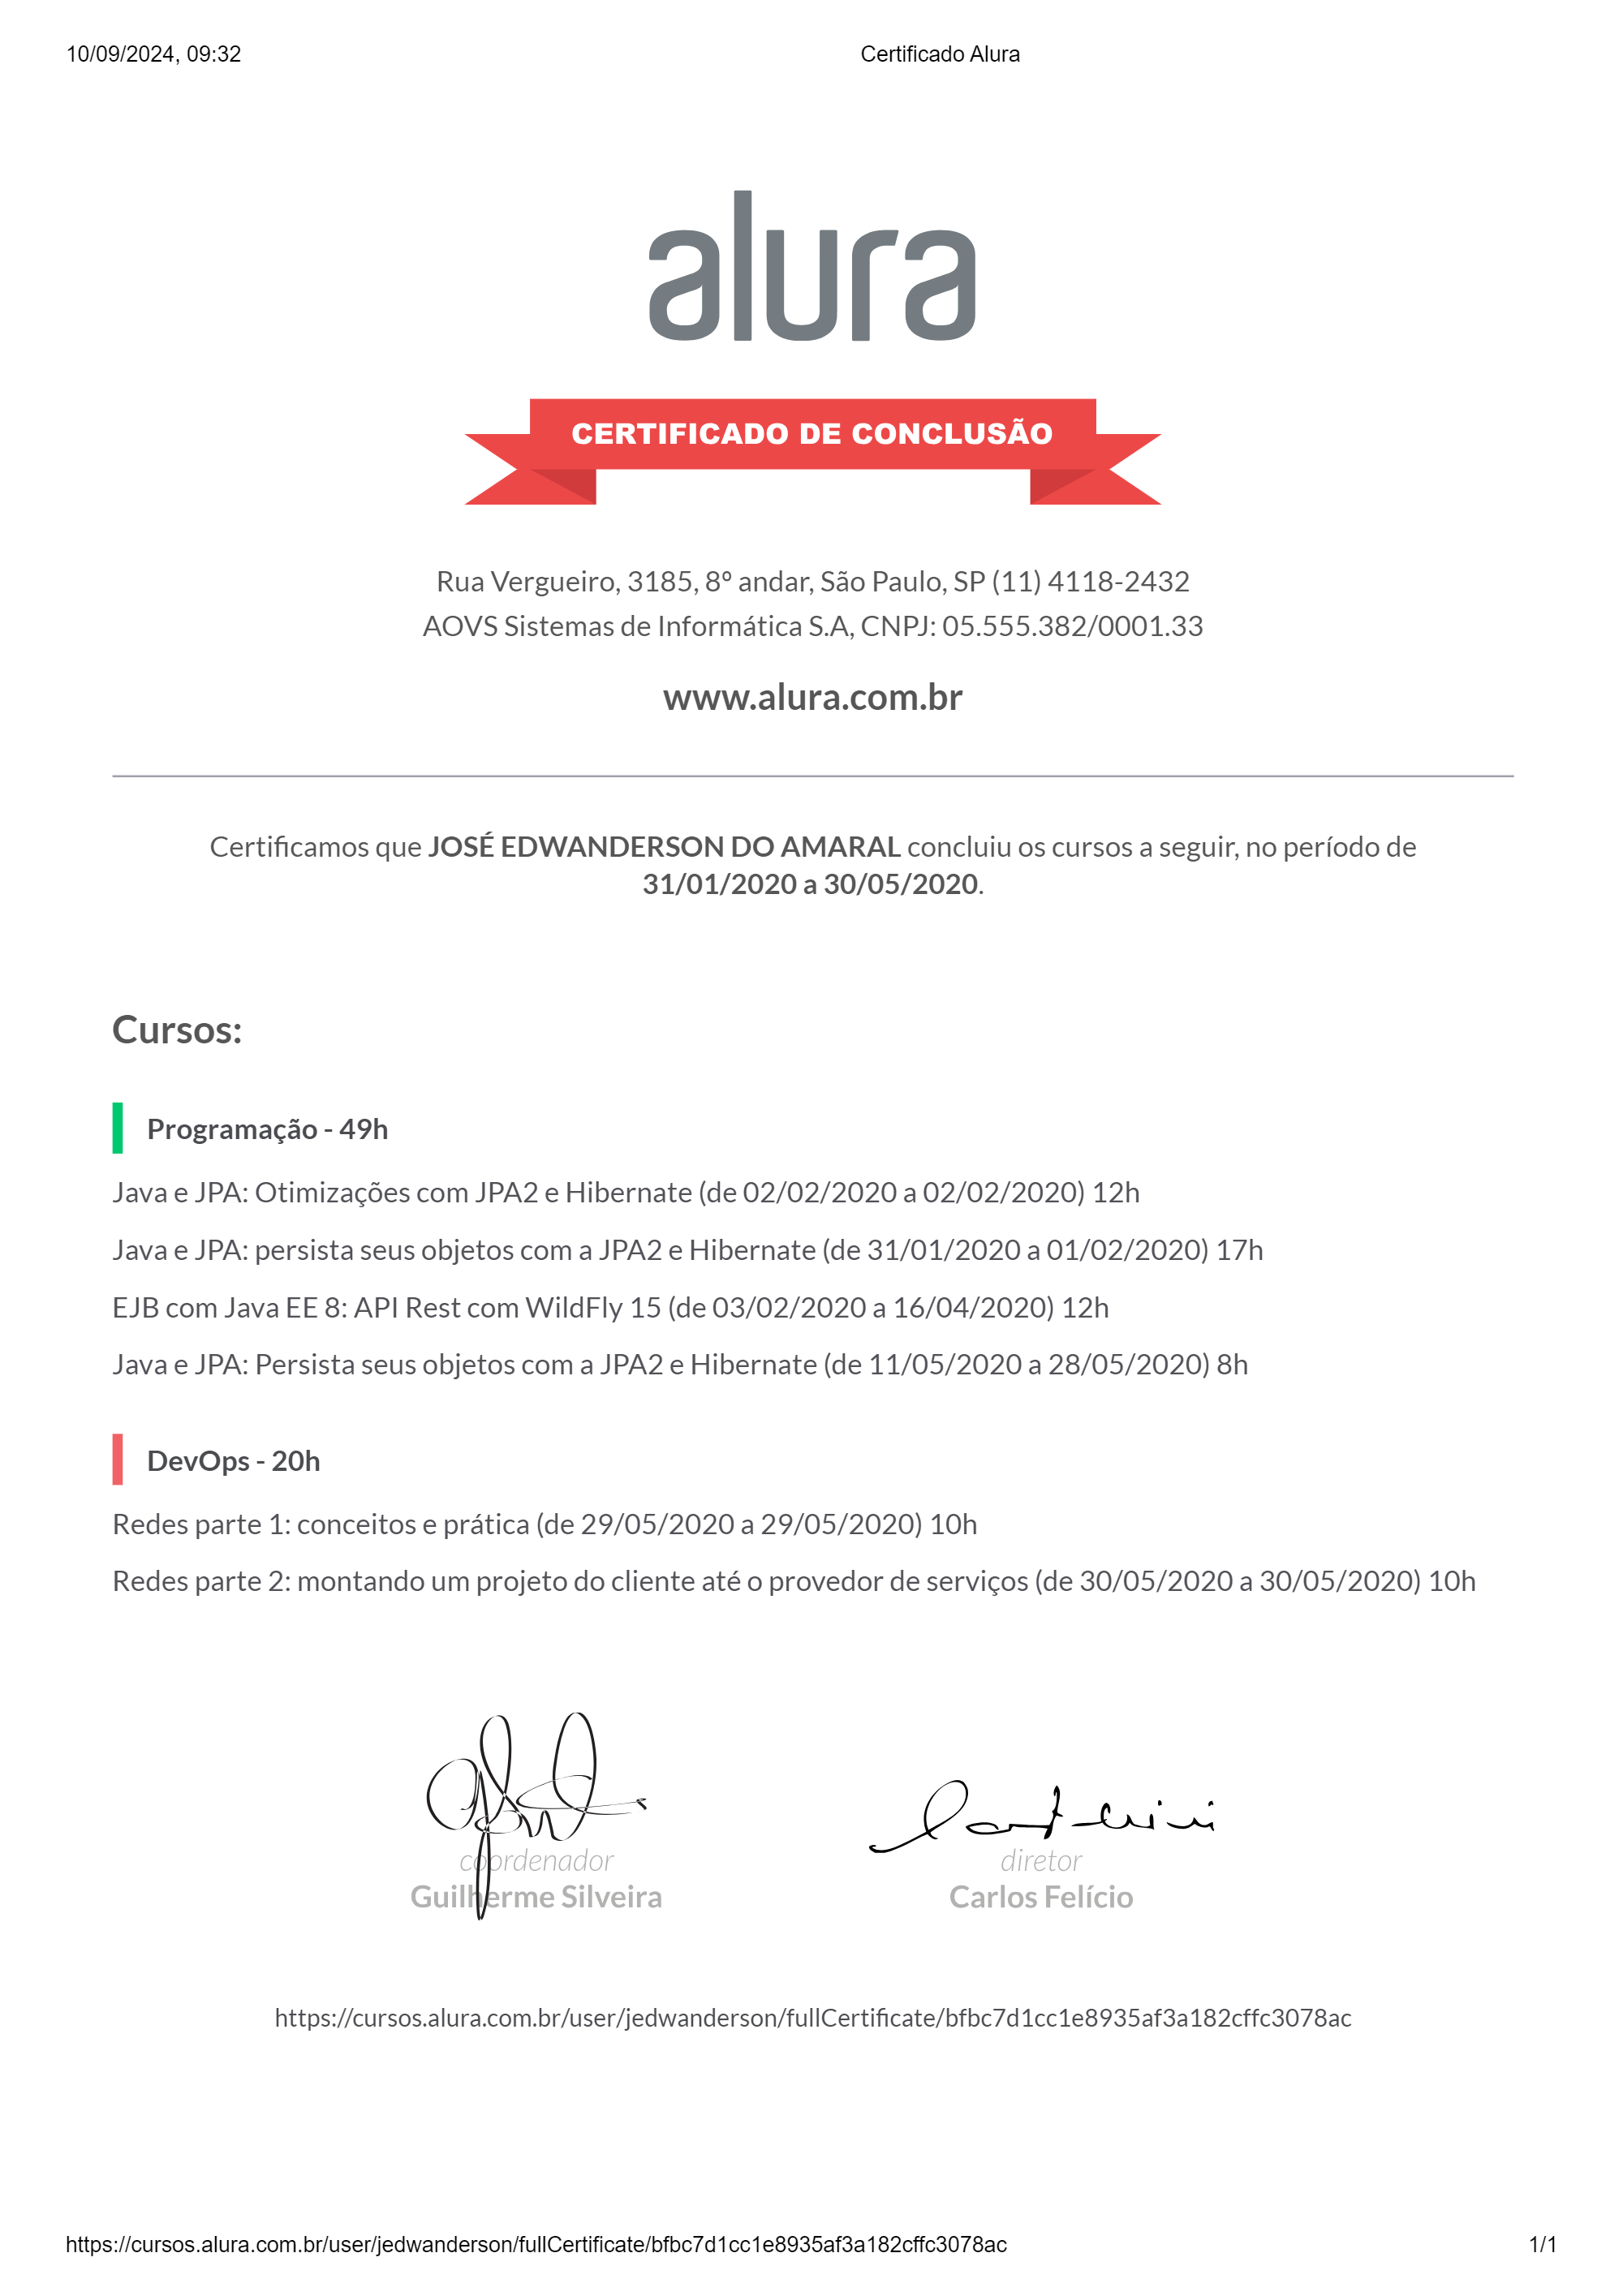 10/09/2024, 09:32
Certificado Alura
alura
CERTIFICADO DE CONCLUSÃO
Rua Vergueiro, 3185, 8º andar, São Paulo, SP (11) 4118-2432
AOVS Sistemas de Informática S.A, CNPJ: 05.555.382/0001.33
www.alura.com.br
Certificamos que JOSÉ EDWANDERSON DO AMARAL concluiu os cursos a seguir, no período de
31/01/2020 a 30/05/2020.
Cursos:
Programação - 49h
Java e JPA: Otimizações com JPA2 e Hibernate (de 02/02/2020 a 02/02/2020) 12h
Java e JPA: persista seus objetos com a JPA2 e Hibernate (de 31/01/2020 a 01/02/2020) 17h
EJB com Java EE 8: API Rest com WildFly 15 (de 03/02/2020 a 16/04/2020) 12h
Java e JPA: Persista seus objetos com a JPA2 e Hibernate (de 11/05/2020 a 28/05/2020) 8h
DevOps - 20h
Redes parte 1: conceitos e prática (de 29/05/2020 a 29/05/2020) 10h
Redes parte 2: montando um projeto do cliente até o provedor de serviços (de 30/05/2020 a 30/05/2020) 10h
coordenador
Guilherme Silveira
diretor
Carlos Felício
https://cursos.alura.com.br/user/jedwanderson/fullCertificate/bfbc7d1cc1e8935af3a182cffc3078ac
https://cursos.alura.com.br/user/jedwanderson/fullCertificate/bfbc7d1cc1e8935af3a182cffc3078ac
1/1